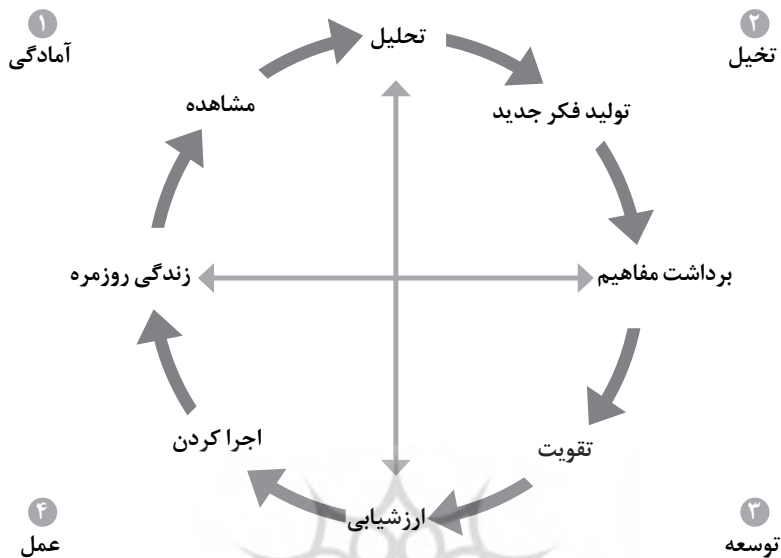 ۱
آمادگی
۲
تخیل
تحلیل
مشاهده
تولید فکر جدید
زندگی روزمره
برداشت مفاهیم
اجرا کردن
تقویت
ارزشیابی
۴
عمل
۳
توسعه